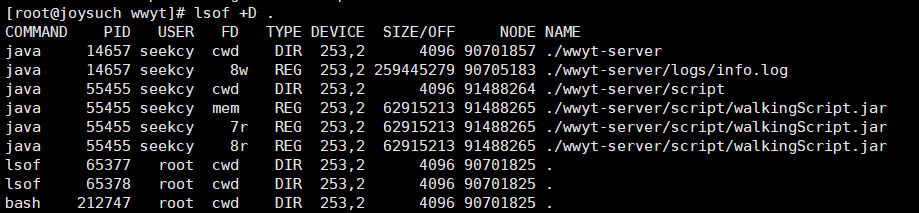 [root@joysuch wwyt]# lsof +D .
COMMAND PID USER FD TYPE DEVICE SIZE/OFF NODE NAME
java 14657 seekcy cwd DIR 253,2 4096 90701857 ./wwyt-server
java 14657 seekcy 8w REG 253,2 259445279 90705183 ./wwyt-server/logs/info.log
java 55455 seekcy cwd DIR 253,2 4096 91488264 ./wwyt-server/script
java 55455 seekcy mem REG 253,2 62915213 91488265 ./wwyt-server/script/walkingScript.jar
java 55455 seekcy 7r REG 253,2 62915213 91488265 ./wwyt-server/script/walkingScript.jar
java 55455 seekcy 8r REG 253,2 62915213 91488265 ./wwyt-server/script/walkingScript.jar
lsof 65377 root cwd DIR 253,2 4096 90701825 .
lsof 65378 root cwd DIR 253,2 4096 90701825 .
bash 212747 root cwd DIR 253,2 4096 90701825 .